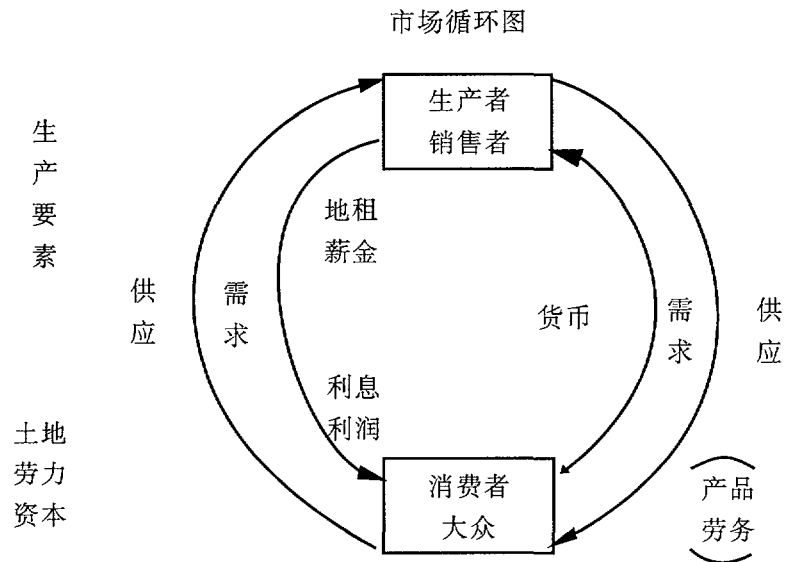 市场循环图
生产者
销售者
生产要素
地租
薪金
供应
需求
货币
需求
供应
利息
利润
土地
劳力
资本
消费者
大众
产品
劳务